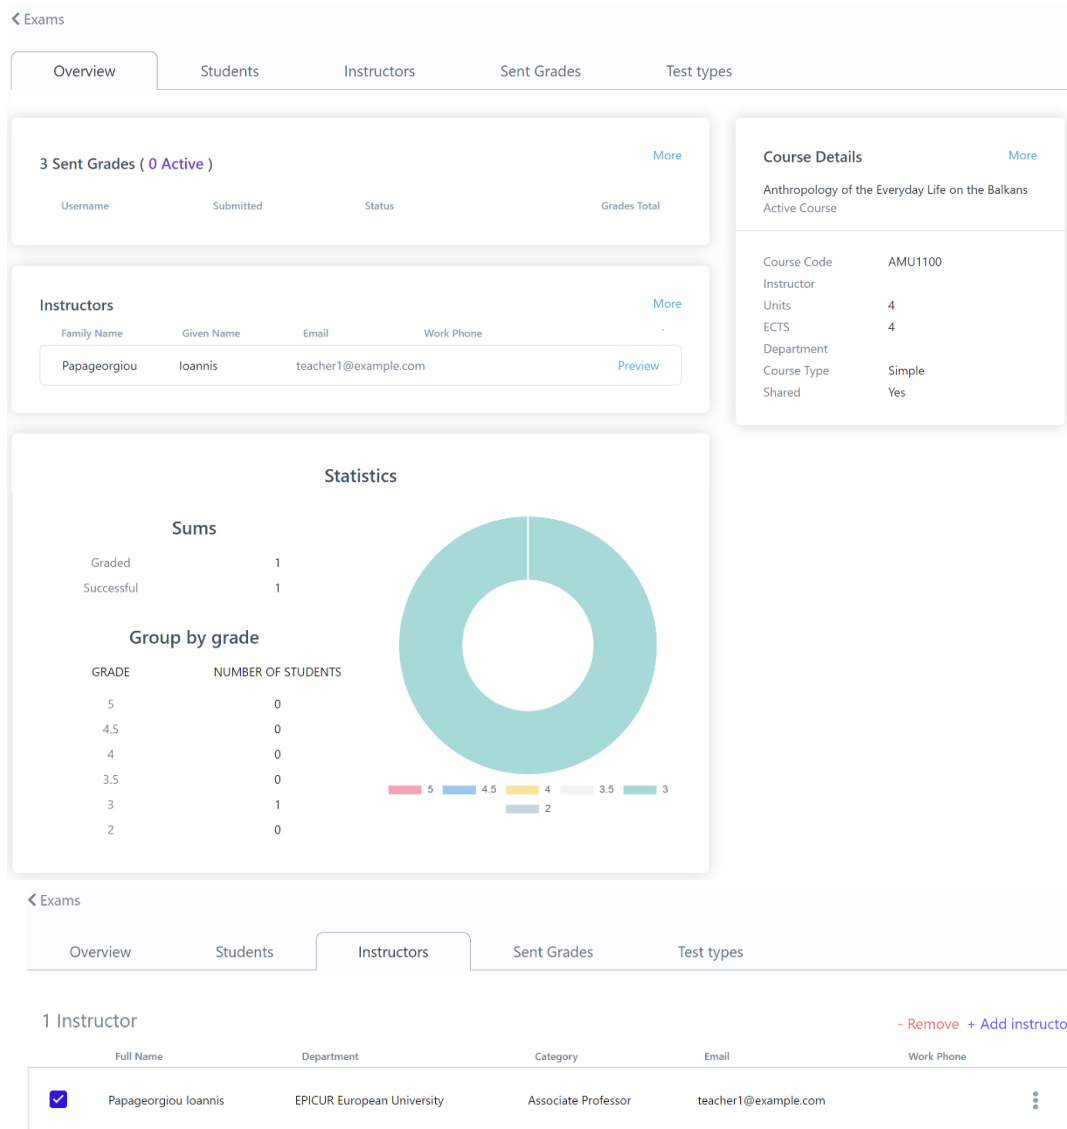 Exams
Overview Students Instructors Sent Grades Test types
3 Sent Grades ( 0 Active ) More
Username Submitted Status Grades Total
Instructors More
Family Name Given Name Email Work Phone
Papageorgiou Ioannis teacher1@example.com Preview
Course Details More
Anthropology of the Everyday Life on the Balkans
Active Course
Course Code AMU1100
Instructor
Units 4
ECTS 4
Department
Course Type Simple
Shared Yes
Statistics
Sums
Graded 1
Successful 1
Group by grade
GRADE NUMBER OF STUDENTS
5 0
4.5 0
4 0
3.5 0
3 1
2 0
5 4.5 4 3.5 3
2
Exams
Overview Students Instructors Sent Grades Test types
1 Instructor - Remove + Add instructo
Full Name Department Category Email Work Phone
Papageorgiou Ioannis EPICUR European University Associate Professor teacher1@example.com